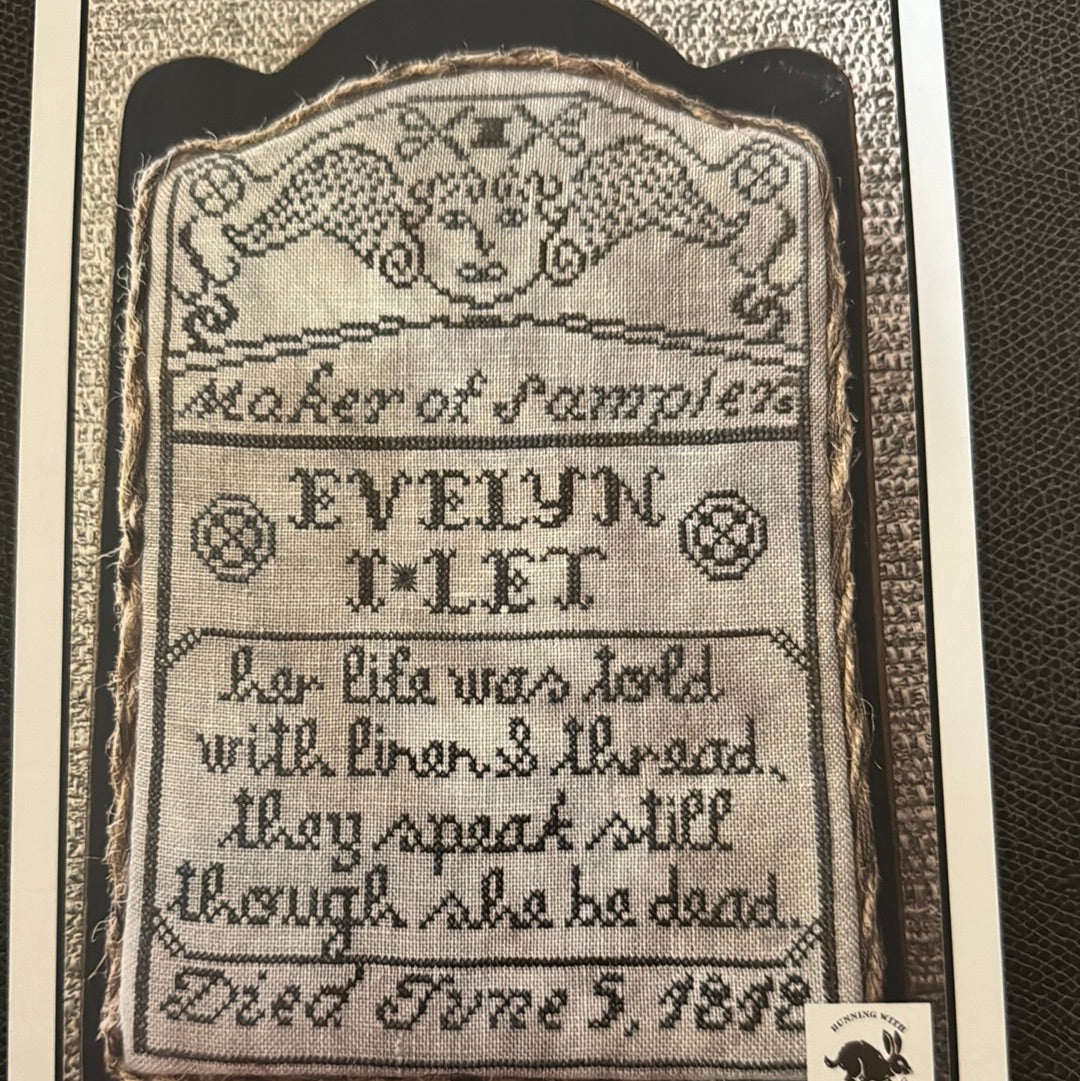 Maker of Samplers
EVELYN
I*LET
her life was told
with linen & thread,
they speak still
though she be dead.
Died June 5, 1818
RUNNING WITH